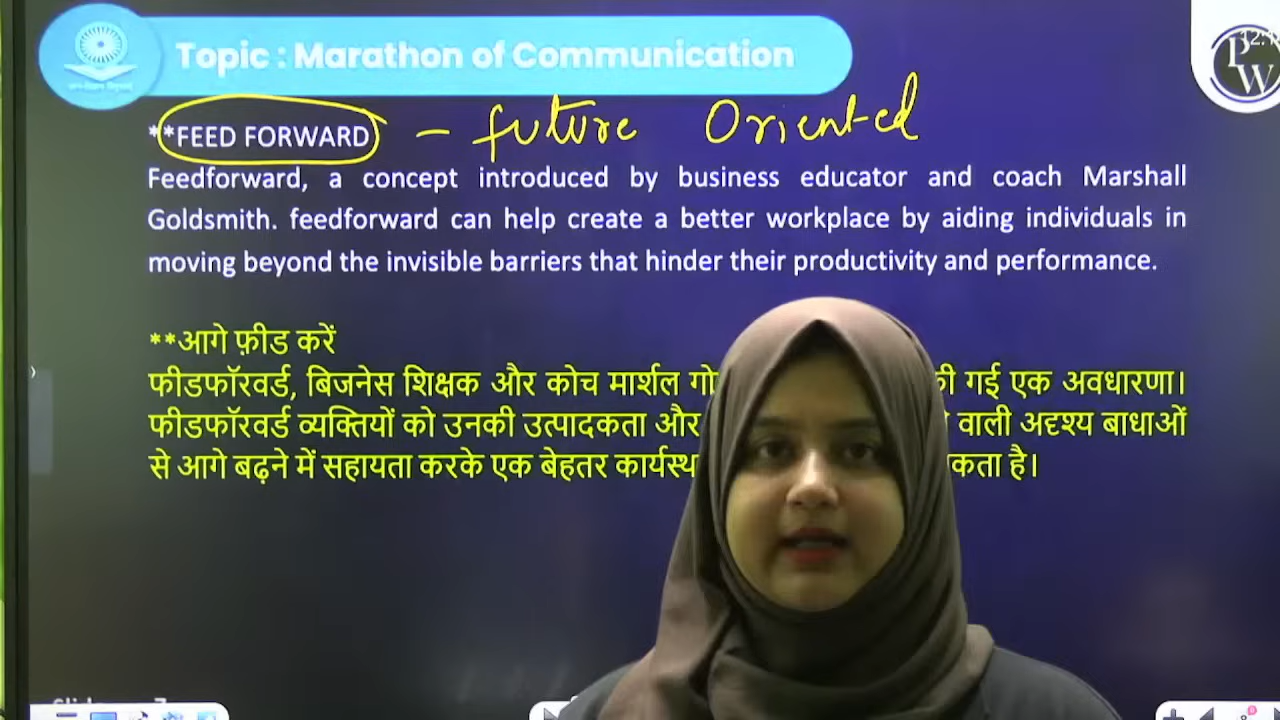 Topic : Marathon of Communication
12:1
PW
**FEED FORWARD - future Oriented
Feedforward, a concept introduced by business educator and coach Marshall
Goldsmith. feedforward can help create a better workplace by aiding individuals in
moving beyond the invisible barriers that hinder their productivity and performance.
**आगे फ़ीड करें
फीडफॉरवर्ड, बिजनेस शिक्षक और कोच मार्शल गई एक अवधारणा।
फीडफॉरवर्ड व्यक्तियों को उनकी उत्पादकता और वाली अदृश्य बाधाओं
से आगे बढ़ने में सहायता करके एक बेहतर है।